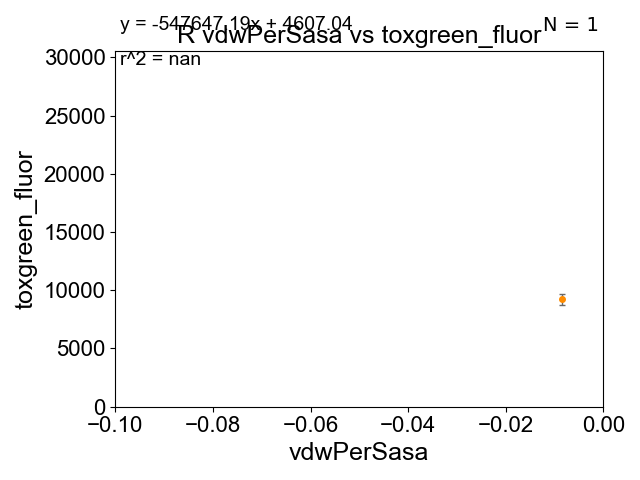 y = -547647.19x + 4607.04
N = 1
R vdwPerSasa vs toxgreen_fluor
r^2 = nan
toxgreen_fluor
30000
25000
20000
15000
10000
5000
0
−0.10 −0.08 −0.06 −0.04 −0.02 0.00
vdwPerSasa